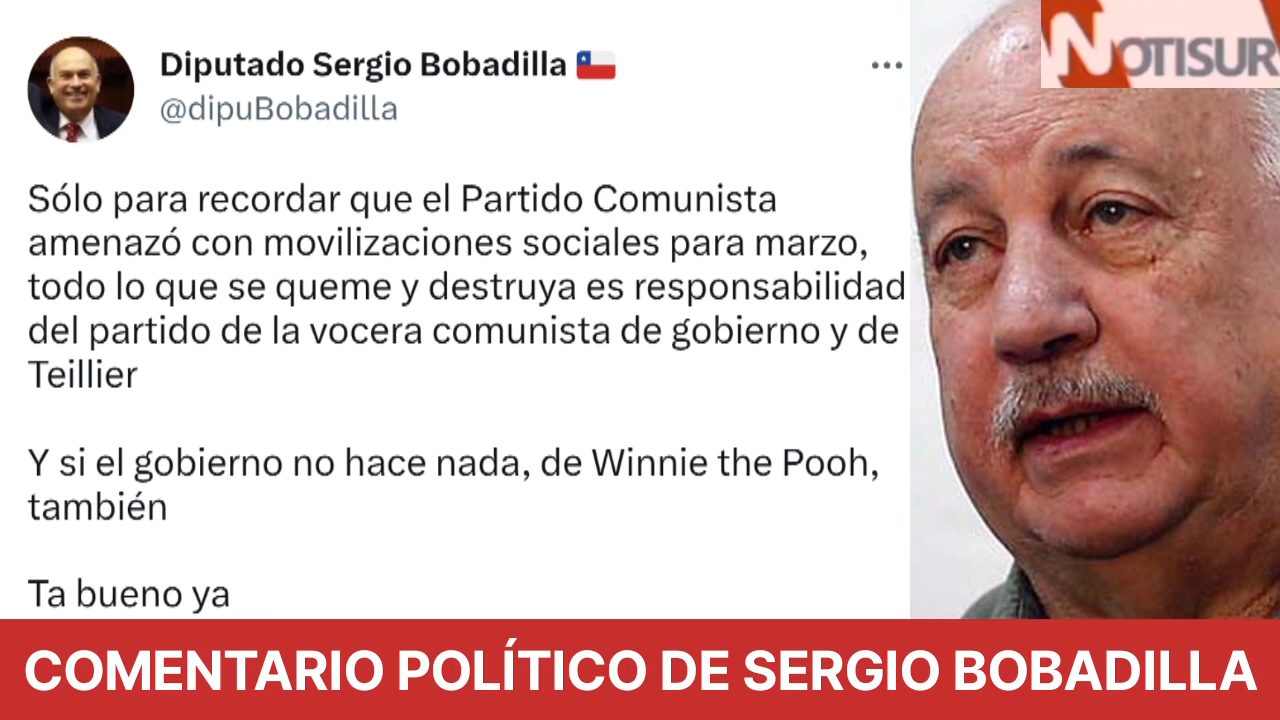 Diputado Sergio Bobadilla
@dipuBobadilla
Sólo para recordar que el Partido Comunista
amenazó con movilizaciones sociales para marzo,
todo lo que se queme y destruya es responsabilidad
del partido de la vocera comunista de gobierno y de
Teillier
Y si el gobierno no hace nada, de Winnie the Pooh,
también
Ta bueno ya
NOTISUR
COMENTARIO POLÍTICO DE SERGIO BOBADILLA